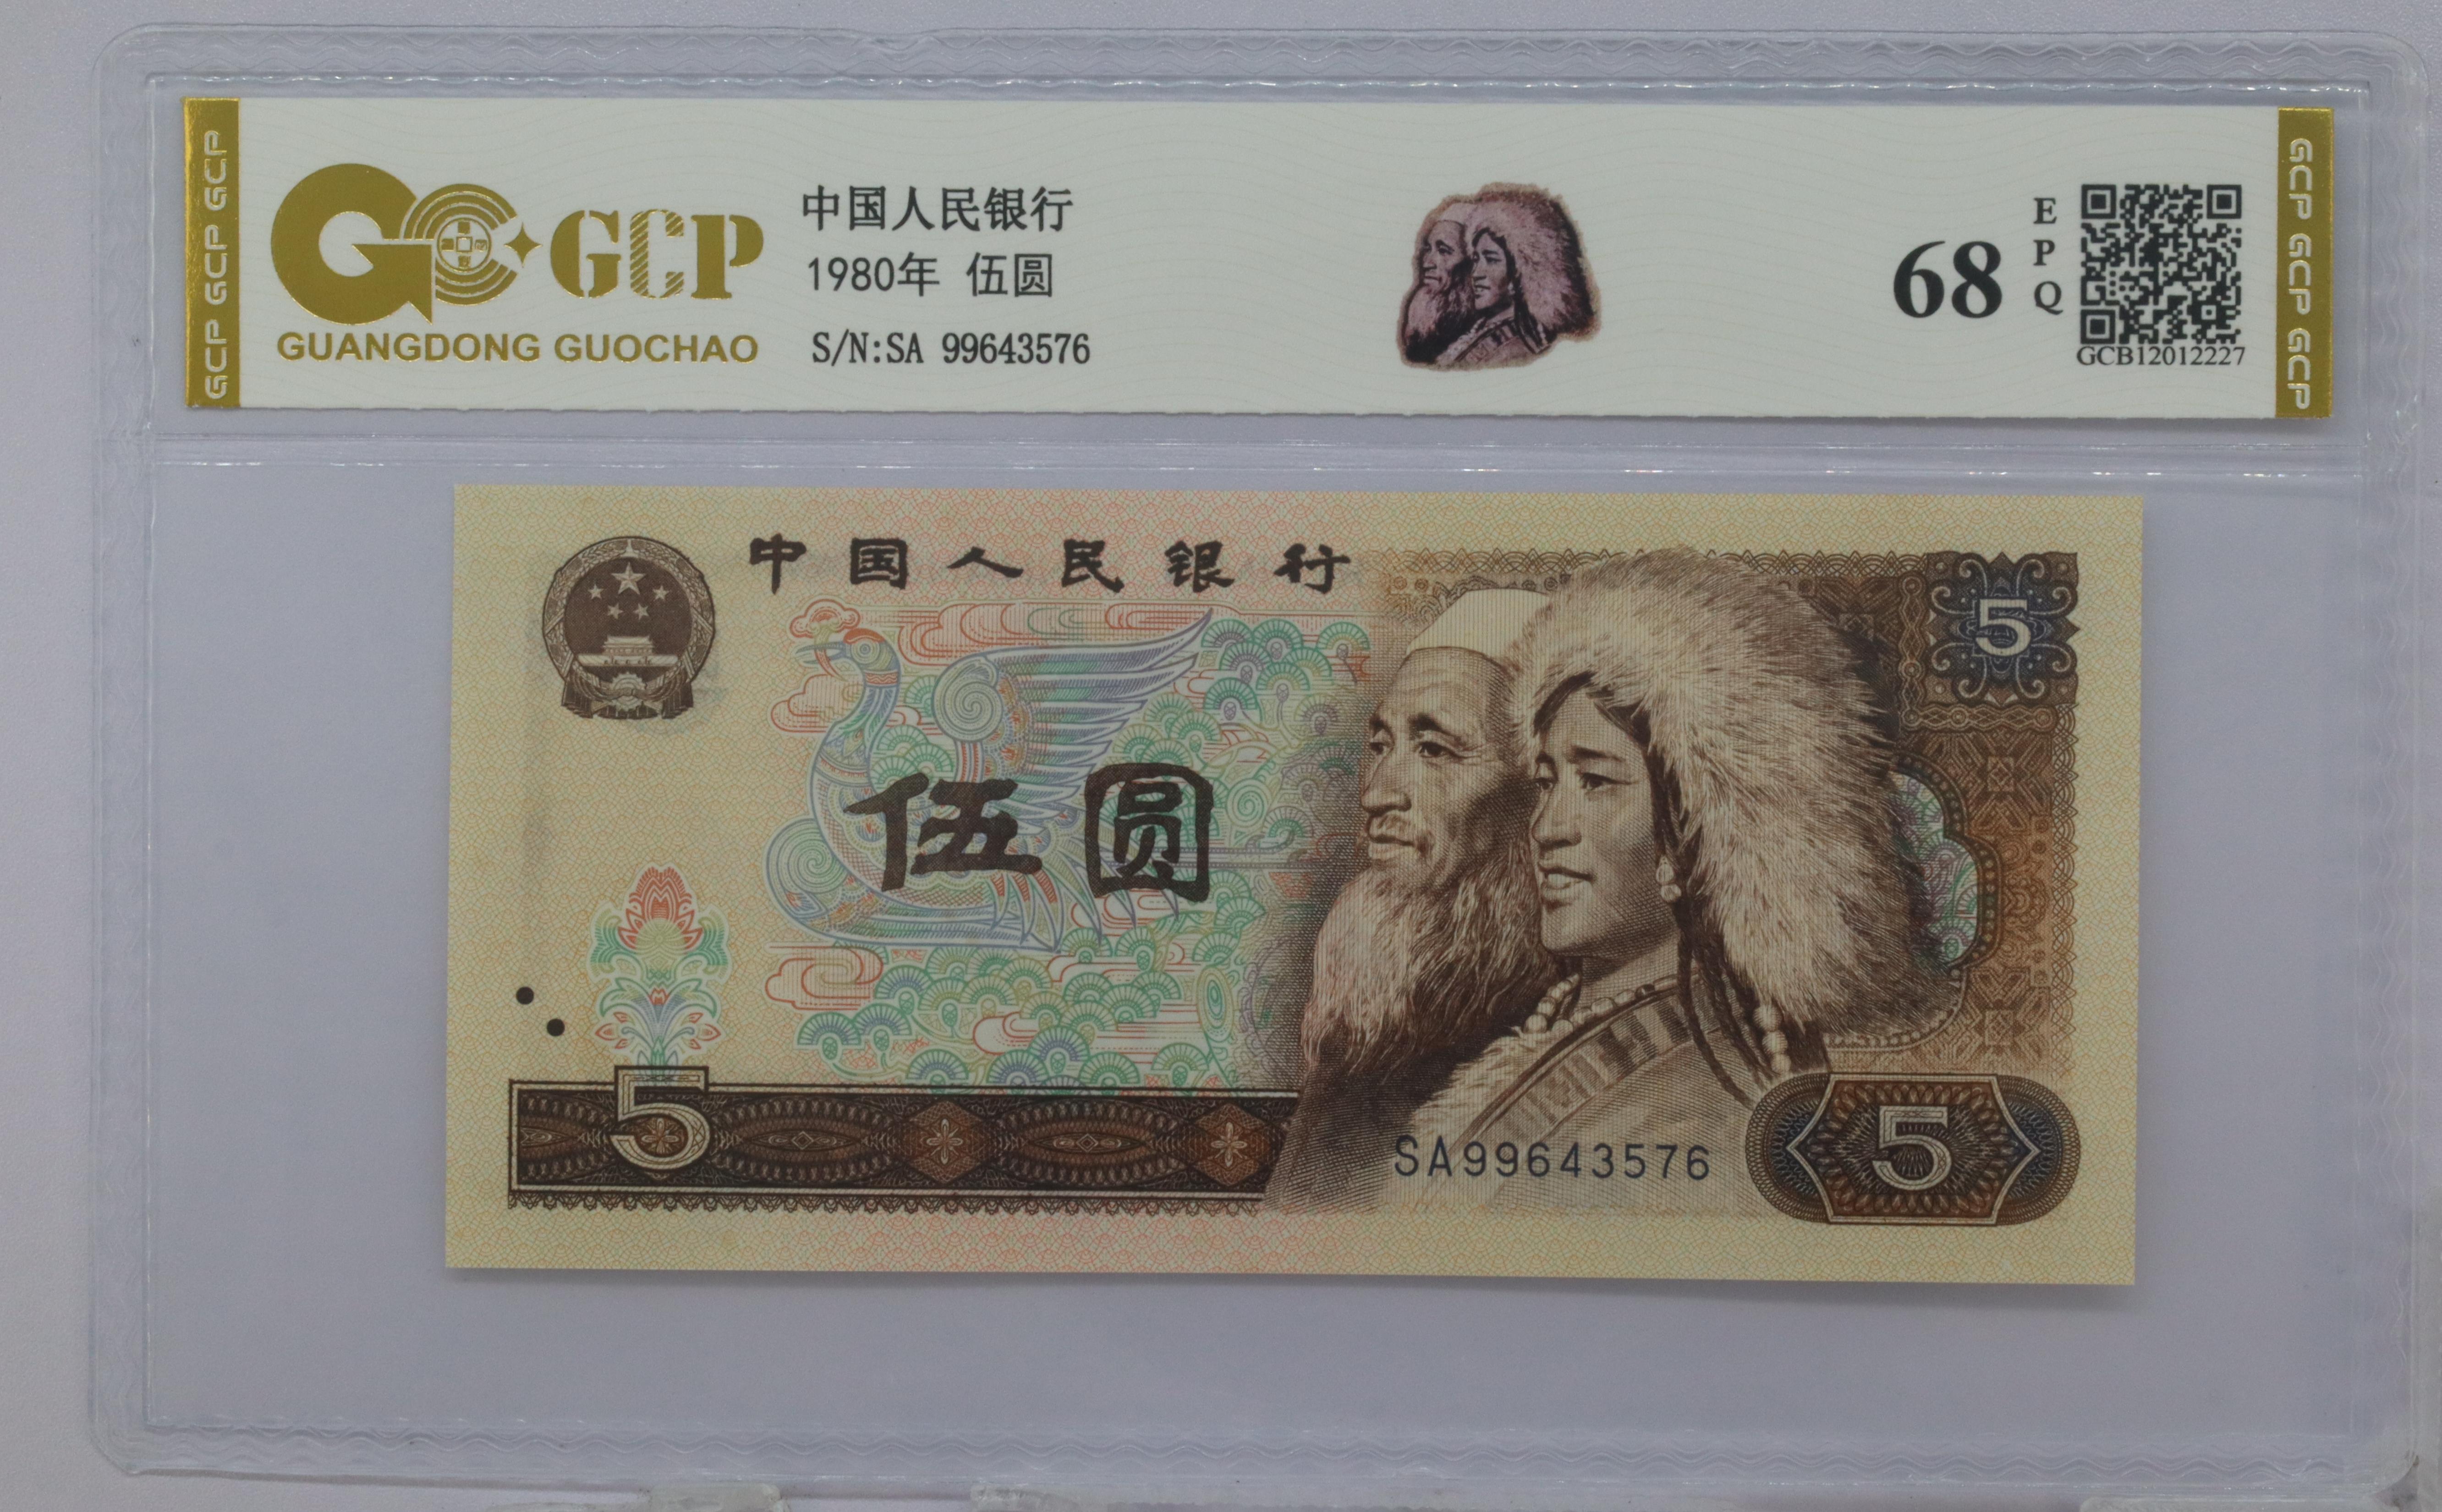 GCP GCP GCP
GCP
GUANGDONG GUOCHAO
中国人民银行
1980年 伍圆
S/N:SA 99643576
68
EPQ
GCB12012227
GCP GCP GCP
中国人民银行
5
伍圆
5
SA99643576
5